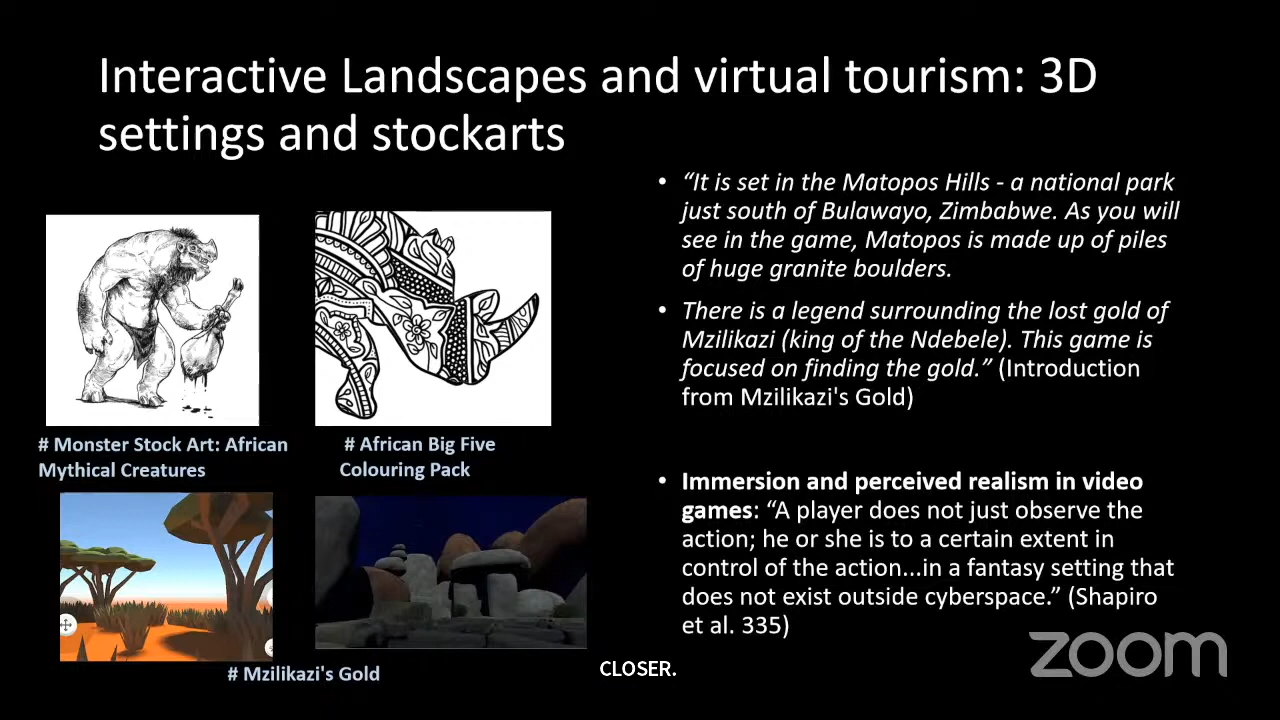 Interactive Landscapes and virtual tourism: 3D
settings and stockarts
# Monster Stock Art: African
Mythical Creatures
# African Big Five
Colouring Pack
# Mzilikazi's Gold
• “It is set in the Matopos Hills - a national park
just south of Bulawayo, Zimbabwe. As you will
see in the game, Matopos is made up of piles
of huge granite boulders.
• There is a legend surrounding the lost gold of
Mzilikazi (king of the Ndebele). This game is
focused on finding the gold.” (Introduction
from Mzilikazi's Gold)
• Immersion and perceived realism in video
games: “A player does not just observe the
action; he or she is to a certain extent in
control of the action...in a fantasy setting that
does not exist outside cyberspace.” (Shapiro
et al. 335)
CLOSER.
zoom